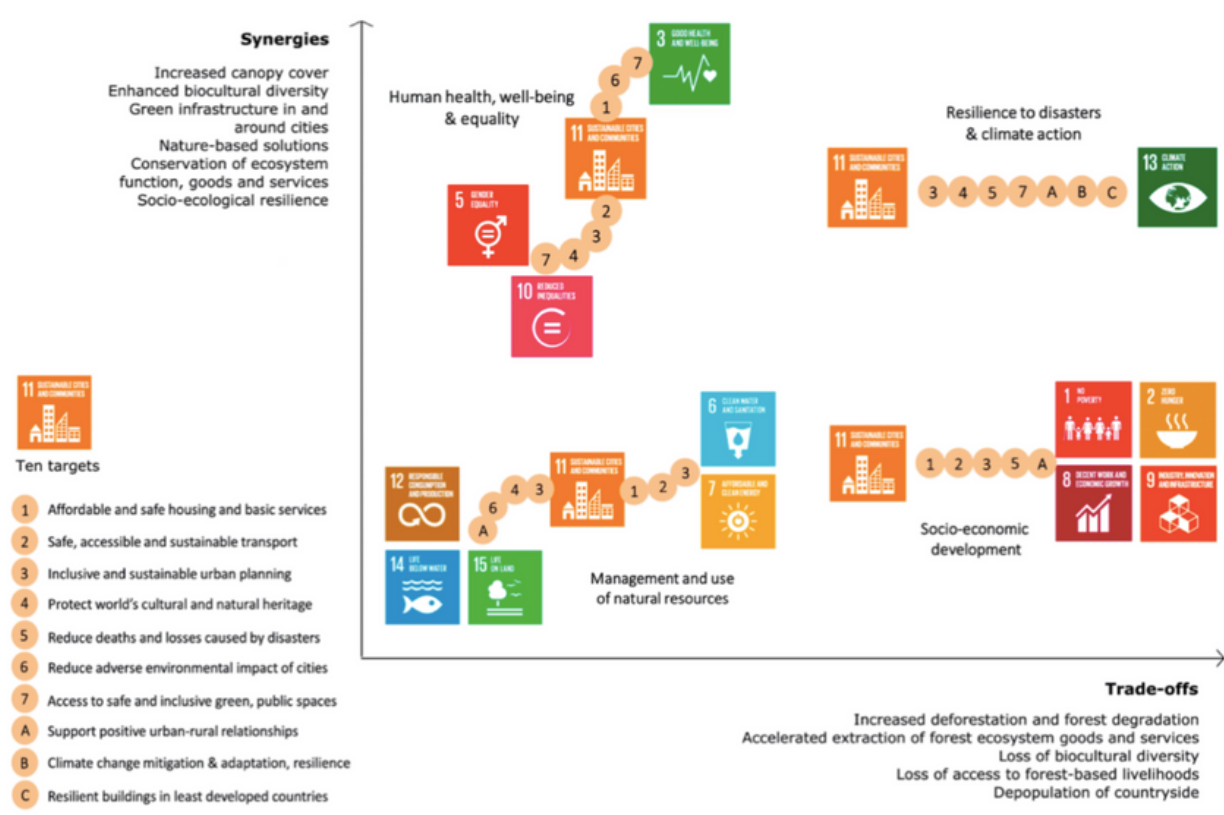 Synergies
Increased canopy cover
Enhanced biocultural diversity
Green infrastructure in and
around cities
Nature-based solutions
Conservation of ecosystem
function, goods and services
Socio-ecological resilience
Human health, well-being
& equality
3 GOOD HEALTH
AND WELL-BEING
7
6
1
11 SUSTAINABLE CITIES
AND COMMUNITIES
2
3
4
7
5 GENDER
EQUALITY
10 REDUCED
INEQUALITIES
Resilience to disasters
& climate action
11 SUSTAINABLE CITIES
AND COMMUNITIES
3 4 5 7 A B C
13 CLIMATE
ACTION
11 SUSTAINABLE CITIES
AND COMMUNITIES
Ten targets
1 Affordable and safe housing and basic services
2 Safe, accessible and sustainable transport
3 Inclusive and sustainable urban planning
4 Protect world's cultural and natural heritage
5 Reduce deaths and losses caused by disasters
6 Reduce adverse environmental impact of cities
7 Access to safe and inclusive green, public spaces
A Support positive urban-rural relationships
B Climate change mitigation & adaptation, resilience
C Resilient buildings in least developed countries
12 RESPONSIBLE
CONSUMPTION
AND PRODUCTION
14 LIFE
BELOW WATER
15 LIFE
ON LAND
A
6
4
3
11 SUSTAINABLE CITIES
AND COMMUNITIES
1
2
3
6 CLEAN WATER
AND SANITATION
7 AFFORDABLE AND
CLEAN ENERGY
Management and use
of natural resources
11 SUSTAINABLE CITIES
AND COMMUNITIES
1 2 3 5 A
1 NO
POVERTY
2 ZERO
HUNGER
8 DECENT WORK AND
ECONOMIC GROWTH
9 INDUSTRY, INNOVATION
AND INFRASTRUCTURE
Socio-economic
development
Trade-offs
Increased deforestation and forest degradation
Accelerated extraction of forest ecosystem goods and services
Loss of biocultural diversity
Loss of access to forest-based livelihoods
Depopulation of countryside